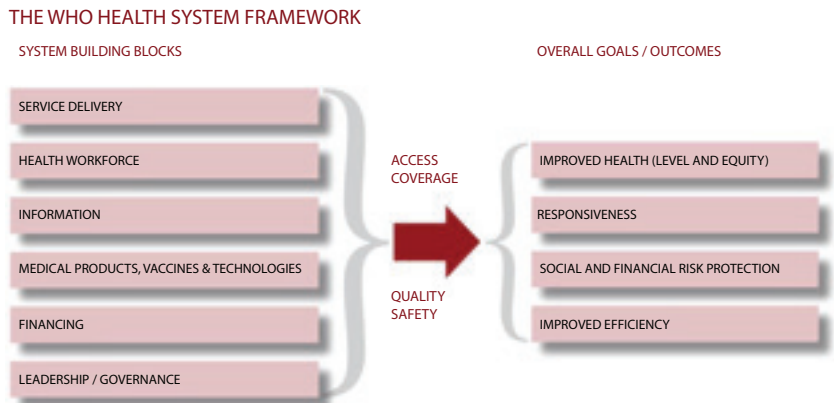 THE WHO HEALTH SYSTEM FRAMEWORK
SYSTEM BUILDING BLOCKS
SERVICE DELIVERY
HEALTH WORKFORCE
INFORMATION
MEDICAL PRODUCTS, VACCINES & TECHNOLOGIES
FINANCING
LEADERSHIP / GOVERNANCE
ACCESS
COVERAGE
QUALITY
SAFETY
OVERALL GOALS / OUTCOMES
IMPROVED HEALTH (LEVEL AND EQUITY)
RESPONSIVENESS
SOCIAL AND FINANCIAL RISK PROTECTION
IMPROVED EFFICIENCY